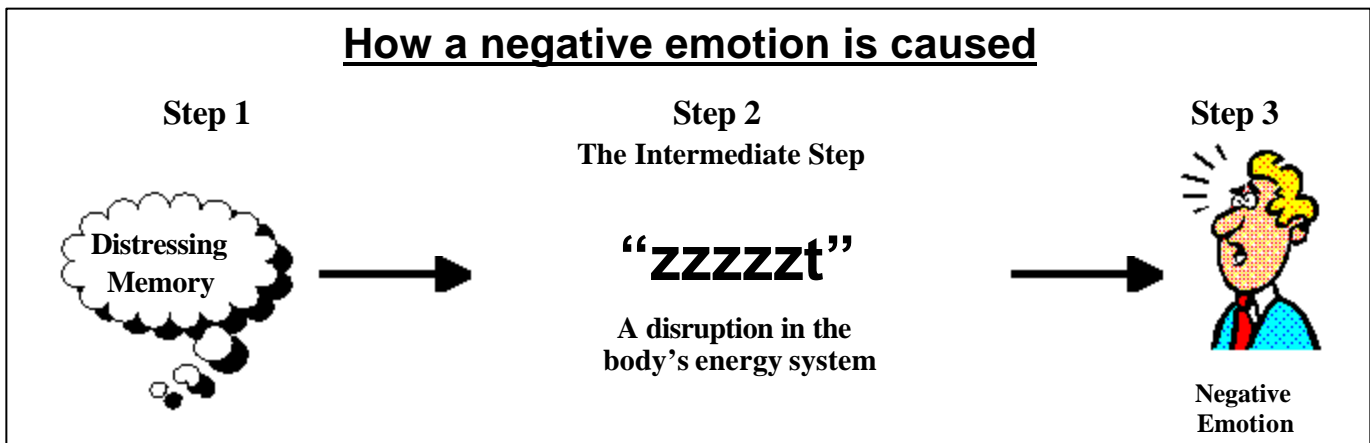 How a negative emotion is caused
Step 1
Step 2
Step 3
The Intermediate Step
Distressing
Memory
“zzzzzt”
A disruption in the
body’s energy system
Negative
Emotion